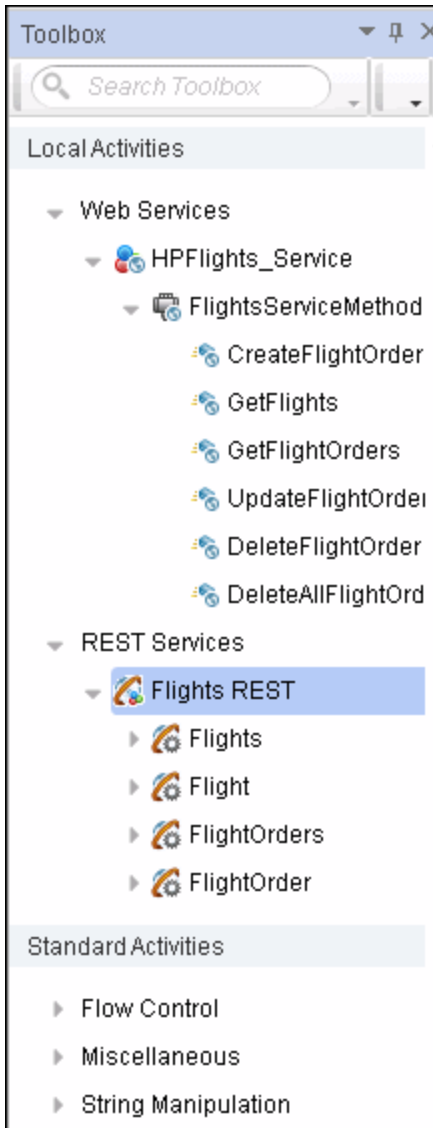 Toolbox
Search Toolbox
Local Activities
Web Services
HPFlights_Service
FlightsServiceMethod
CreateFlightOrder
GetFlights
GetFlightOrders
UpdateFlightOrder
DeleteFlightOrder
DeleteAllFlightOrd
REST Services
Flights REST
Flights
Flight
FlightOrders
FlightOrder
Standard Activities
Flow Control
Miscellaneous
String Manipulation